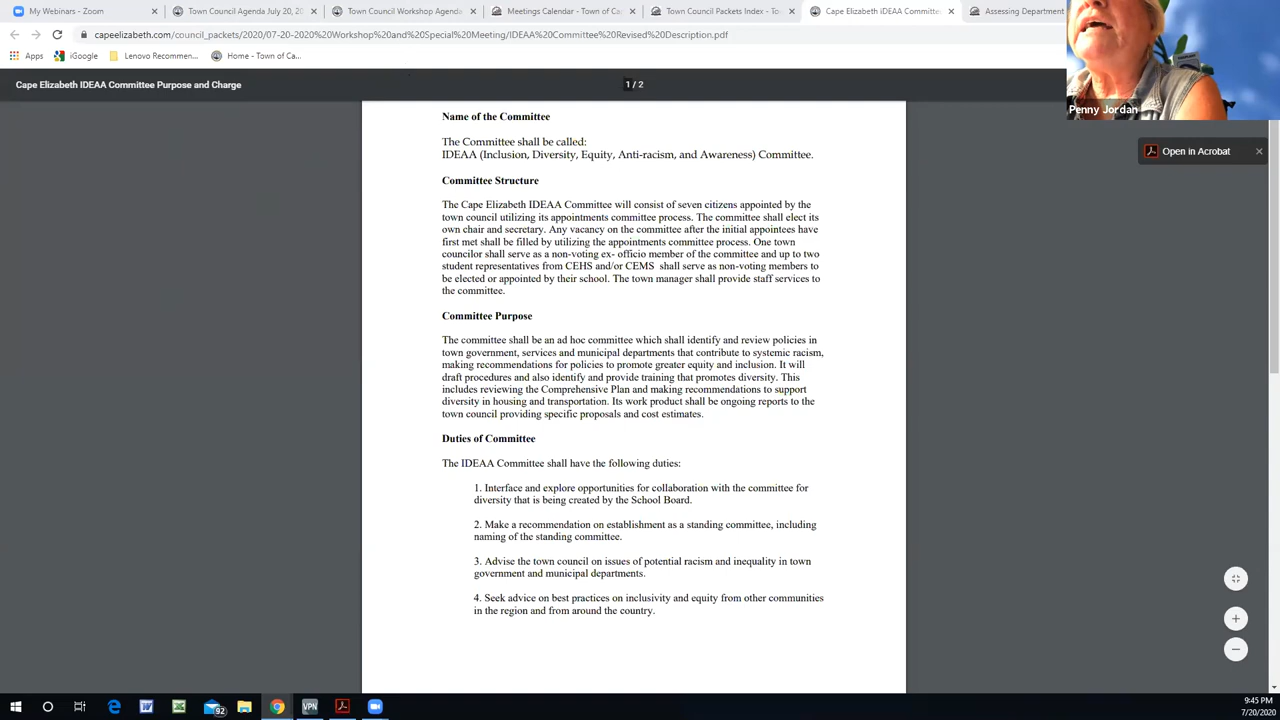 My Webinars - Zoom
Town Council Agenda July 20, 20
Town Council Workshop Agenda
Meetings Calendar - Town of Ca
Town Council Packets Index - To
Cape Elizabeth IDEAA Committee
Assessing Department
capeelizabeth.com/council_packets/2020/07-20-2020%20Workshop%20and%20Special%20Meeting/IDEAA%20Committee%20Revised%20Description.pdf
Apps
iGoogle
Lenovo Recommen...
Home - Town of Ca...
Cape Elizabeth IDEAA Committee Purpose and Charge
1 / 2
Penny Jordan
Open in Acrobat
Name of the Committee
The Committee shall be called:
IDEAA (Inclusion, Diversity, Equity, Anti-racism, and Awareness) Committee.
Committee Structure
The Cape Elizabeth IDEAA Committee will consist of seven citizens appointed by the
town council utilizing its appointments committee process. The committee shall elect its
own chair and secretary. Any vacancy on the committee after the initial appointees have
first met shall be filled by utilizing the appointments committee process. One town
councilor shall serve as a non-voting ex- officio member of the committee and up to two
student representatives from CEHS and/or CEMS shall serve as non-voting members to
be elected or appointed by their school. The town manager shall provide staff services to
the committee.
Committee Purpose
The committee shall be an ad hoc committee which shall identify and review policies in
town government, services and municipal departments that contribute to systemic racism,
making recommendations for policies to promote greater equity and inclusion. It will
draft procedures and also identify and provide training that promotes diversity. This
includes reviewing the Comprehensive Plan and making recommendations to support
diversity in housing and transportation. Its work product shall be ongoing reports to the
town council providing specific proposals and cost estimates.
Duties of Committee
The IDEAA Committee shall have the following duties:
1. Interface and explore opportunities for collaboration with the committee for
diversity that is being created by the School Board.
2. Make a recommendation on establishment as a standing committee, including
naming of the standing committee.
3. Advise the town council on issues of potential racism and inequality in town
government and municipal departments.
4. Seek advice on best practices on inclusivity and equity from other communities
in the region and from around the country.
92
VPN
9:45 PM
7/20/2020